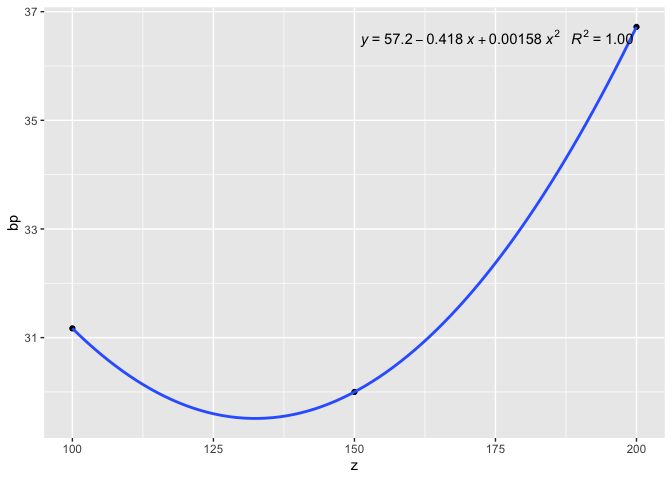 37
y = 57.2 – 0.418 x + 0.00158 x² R² = 1.00
35
33
31
bp
100 125 150 175 200
z